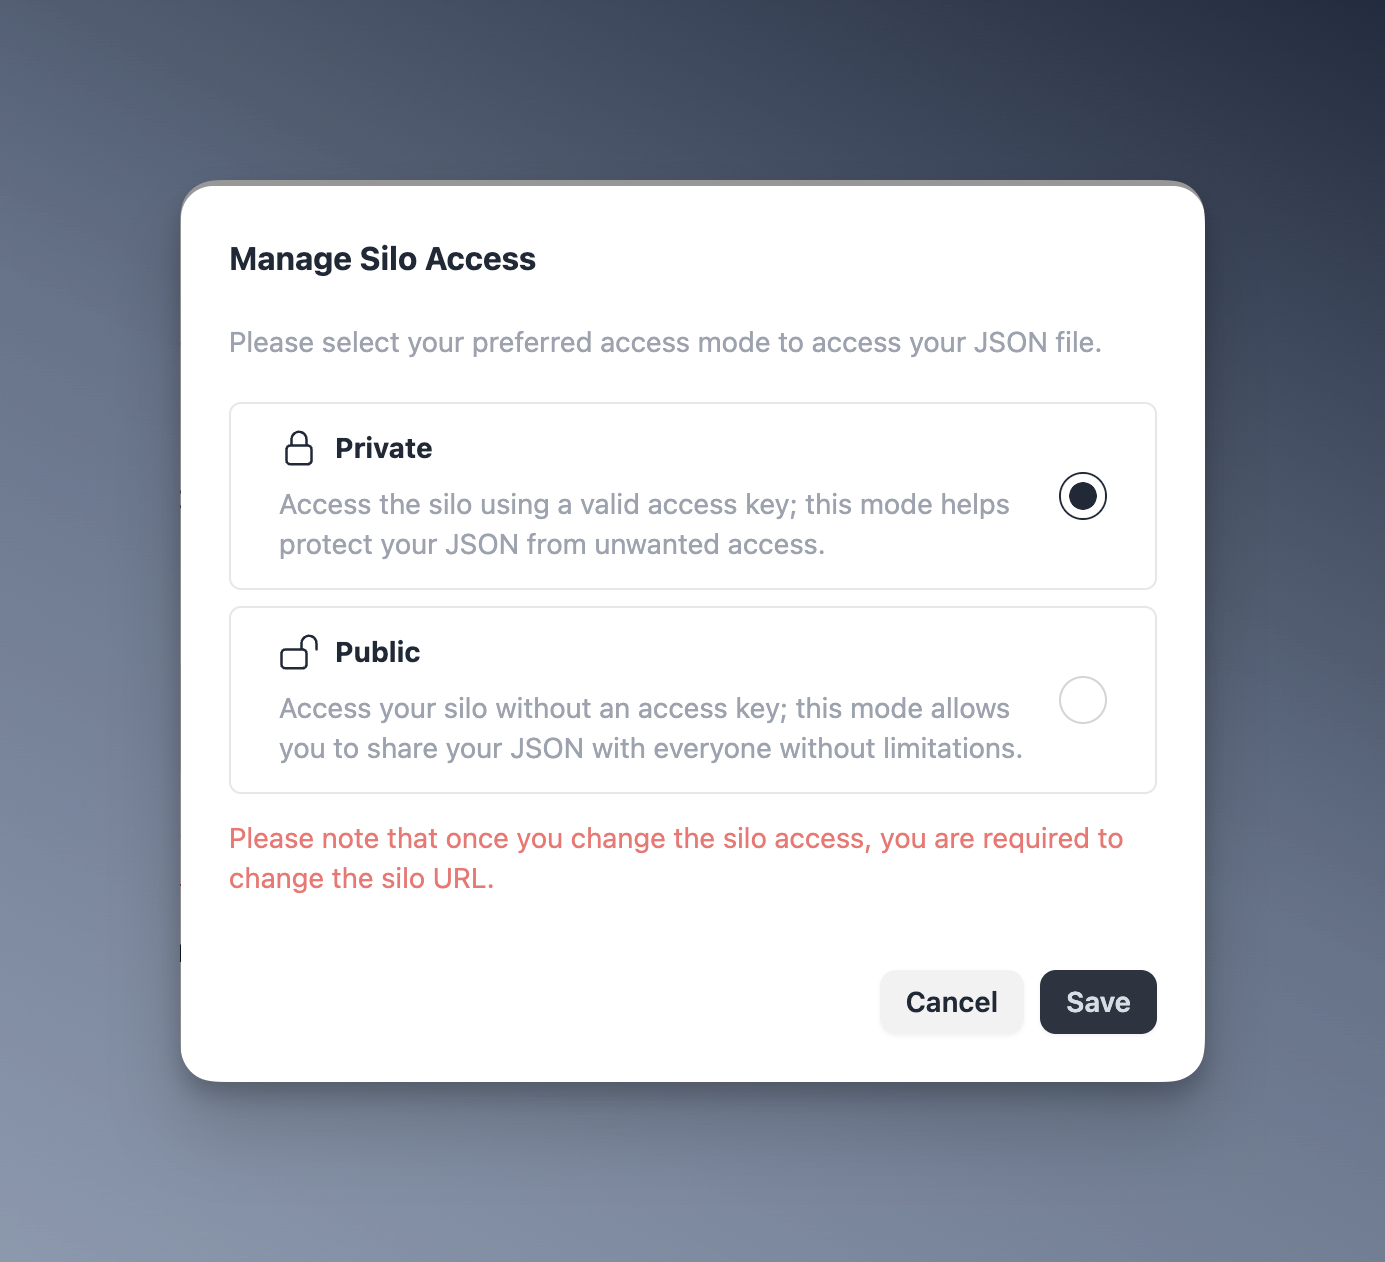 Manage Silo Access
Please select your preferred access mode to access your JSON file.
Private
Access the silo using a valid access key; this mode helps
protect your JSON from unwanted access.
Public
Access your silo without an access key; this mode allows
you to share your JSON with everyone without limitations.
Please note that once you change the silo access, you are required to
change the silo URL.
Cancel
Save